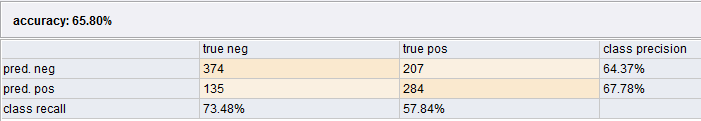 accuracy: 65.80%
true neg true pos class precision
pred. neg 374 207 64.37%
pred. pos 135 284 67.78%
class recall 73.48% 57.84%